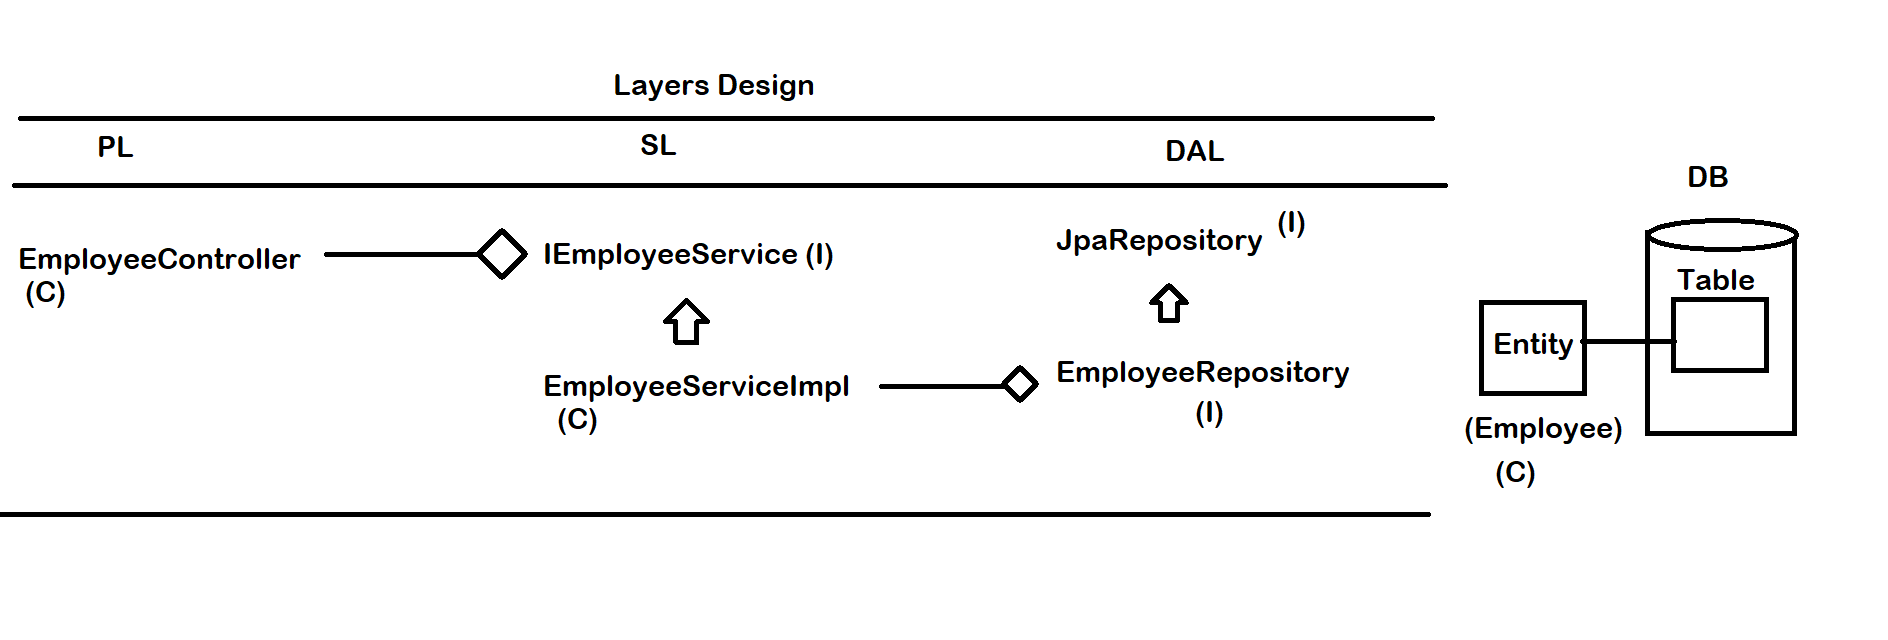 Layers Design
PL
SL
DAL
DB
EmployeeController
(C)
IEmployeeService (I)
JpaRepository (I)
EmployeeServiceImpl
(C)
EmployeeRepository
(I)
Table
Entity
(Employee)
(C)